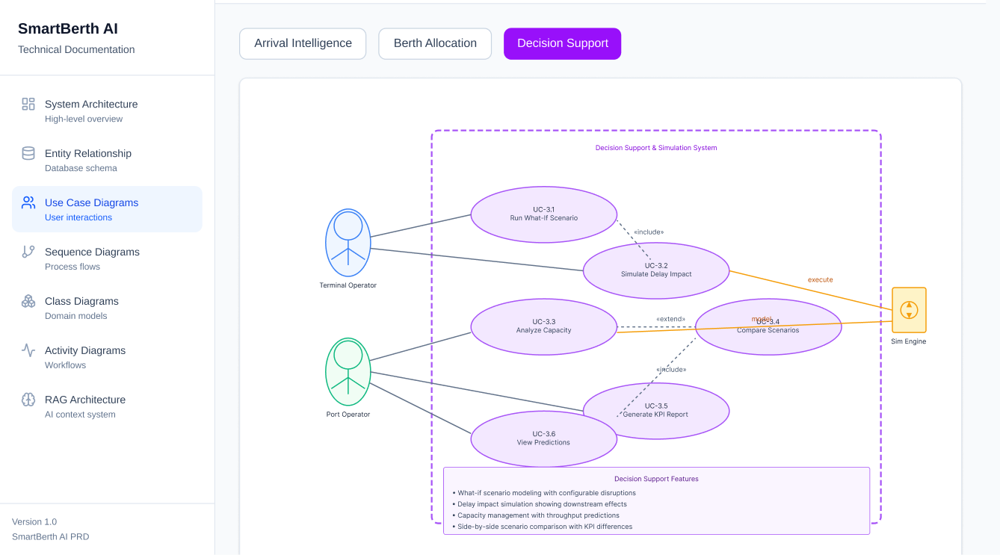 SmartBerth AI
Technical Documentation
System Architecture
High-level overview
Entity Relationship
Database schema
Use Case Diagrams
User interactions
Sequence Diagrams
Process flows
Class Diagrams
Domain models
Activity Diagrams
Workflows
RAG Architecture
AI context system
Version 1.0
SmartBerth AI PRD
Arrival Intelligence
Berth Allocation
Decision Support
Decision Support & Simulation System
UC-3.1
Run What-If Scenario
«include»
UC-3.2
Simulate Delay Impact
execute
Terminal Operator
UC-3.3
Analyze Capacity
«extend»
model
UC-3.4
Compare Scenarios
Sim Engine
«include»
Port Operator
UC-3.5
Generate KPI Report
UC-3.6
View Predictions
Decision Support Features
• What-if scenario modeling with configurable disruptions
• Delay impact simulation showing downstream effects
• Capacity management with throughput predictions
• Side-by-side scenario comparison with KPI differences